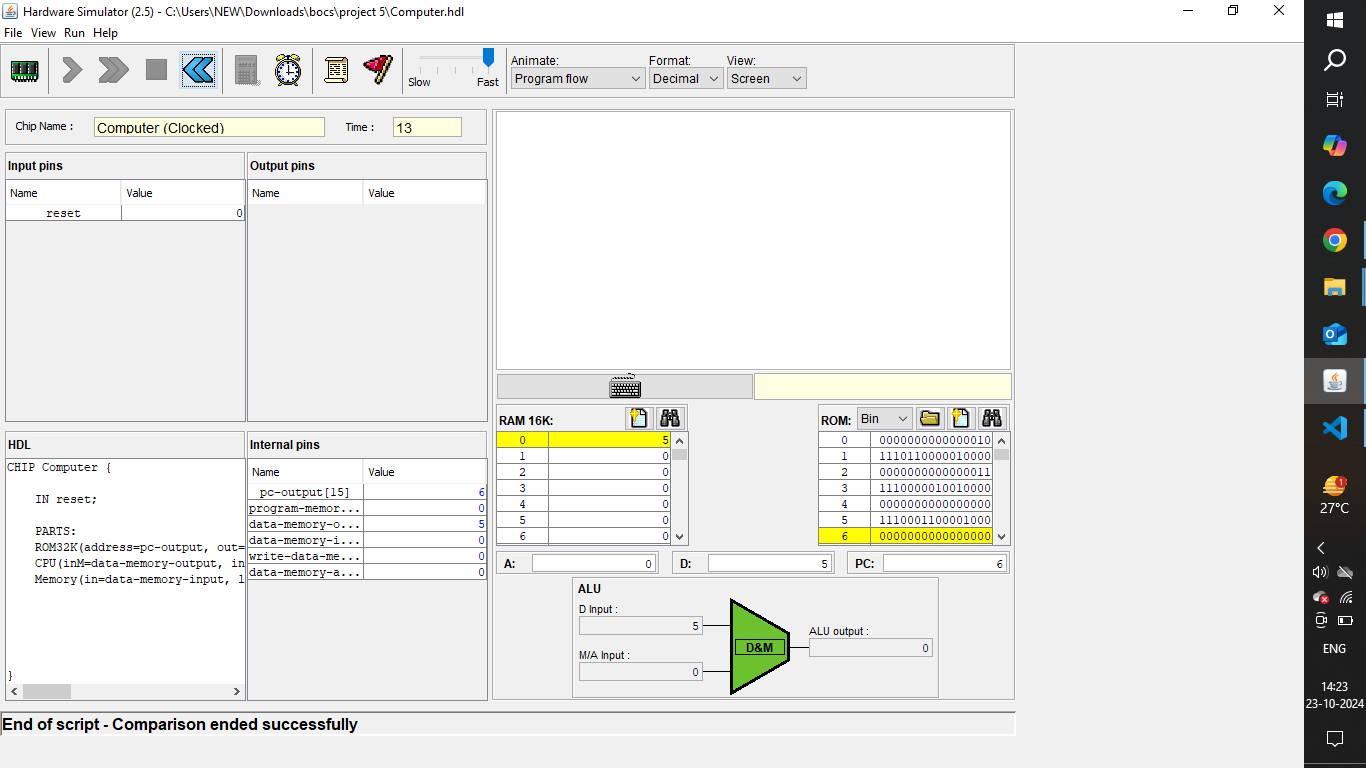 Hardware Simulator (2.5) - C:\Users\NEW\Downloads\bocs\project 5\Computer.hdl
File View Run Help
Slow Fast
Animate: Format: View:
Program flow Decimal Screen
Chip Name : Computer (Clocked) Time : 13
Input pins
Name Value
reset 0
Output pins
Name Value
HDL
CHIP Computer {
IN reset;
PARTS:
ROM32K(address=pc-output, out=
CPU(inM=data-memory-output, in
Memory(in=data-memory-input, l
}
Internal pins
Name Value
pc-output[15] 6
program-memor... 0
data-memory-o... 5
data-memory-i... 0
write-data-me... 0
data-memory-a... 0
RAM 16K:
0 5
1 0
2 0
3 0
4 0
5 0
6 0
ROM: Bin
0 0000000000000010
1 1110110000010000
2 0000000000000011
3 1110000010010000
4 0000000000000000
5 1110001100001000
6 0000000000000000
A: 0 D: 5 PC: 6
ALU
D Input :
5
M/A Input :
0
D&M
ALU output :
0
End of script - Comparison ended successfully
1
27°C
ENG
14:23
23-10-2024